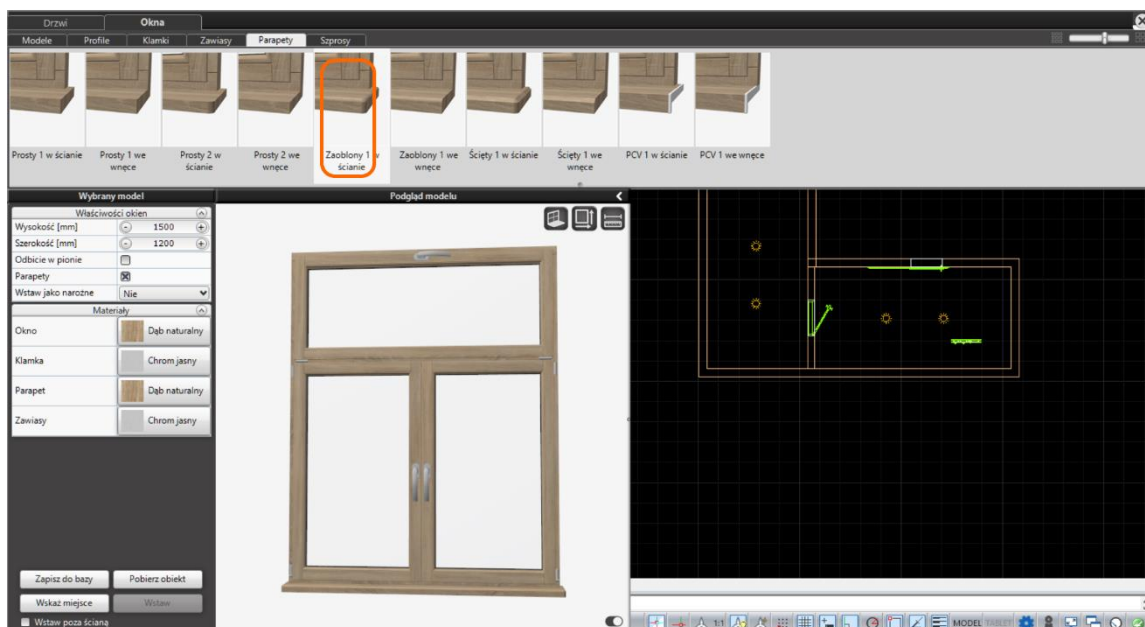 Drzwi Okna
Modele Profile Klamki Zawiasy Parapety Szprosy
Prosty 1 w ścianie
Prosty 1 we
wnęce
Prosty 2 w
ścianie
Prosty 2 we
wnęce
Zaoblony 1 w
ścianie
Zaoblony 1 we
wnęce
Ścięty 1 w ścianie
Ścięty 1 we
wnęce
PCV 1 w ścianie
PCV 1 we wnęce
Wybrany model
Podgląd modelu
Właściwości okien
Wysokość [mm] - 1500 +
Szerokość [mm] - 1200 +
Odbicie w pionie
Parapety
Wstaw jako narożne Nie
Materiały
Okno Dąb naturalny
Klamka Chrom jasny
Parapet Dąb naturalny
Zawiasy Chrom jasny
Zapisz do bazy Pobierz obiekt
Wskaż miejsce Wstaw
Wstaw poza ścianą
1:1 MODEL TABLET